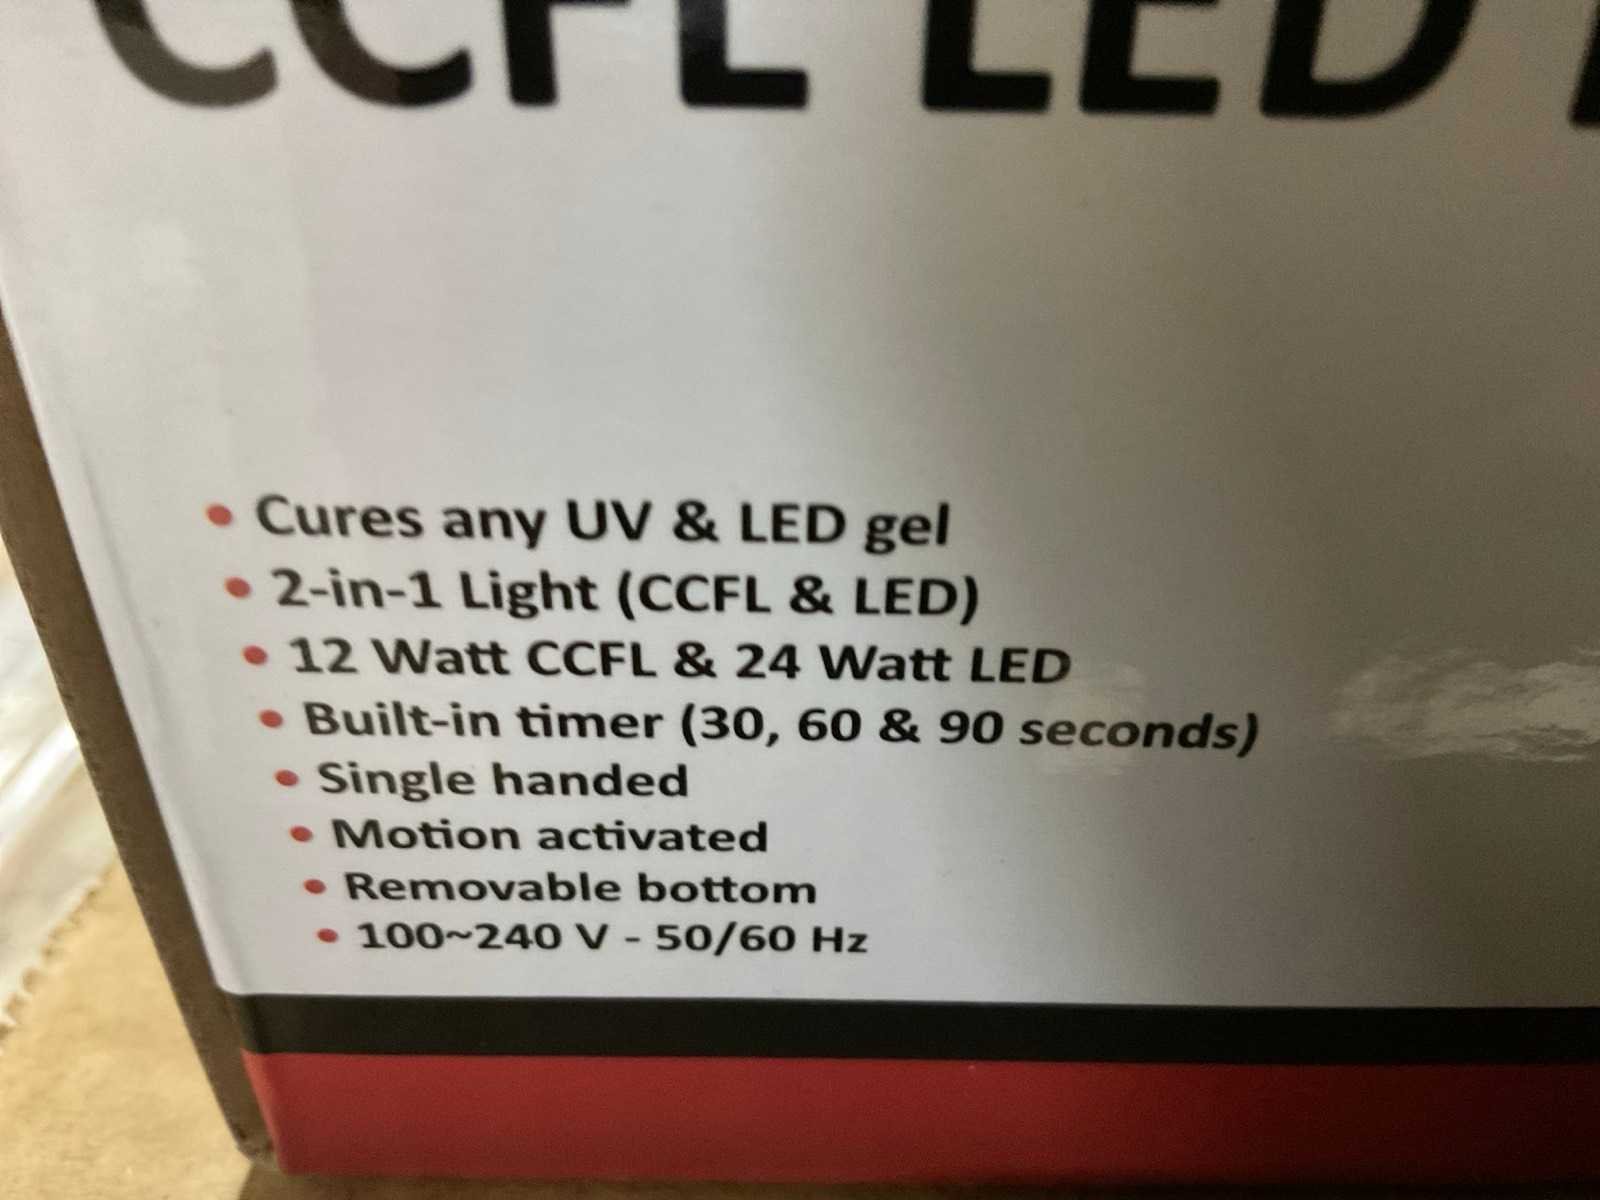 CCFL LED
• Cures any UV & LED gel
• 2-in-1 Light (CCFL & LED)
• 12 Watt CCFL & 24 Watt LED
• Built-in timer (30, 60 & 90 seconds)
• Single handed
• Motion activated
• Removable bottom
• 100~240 V - 50/60 Hz